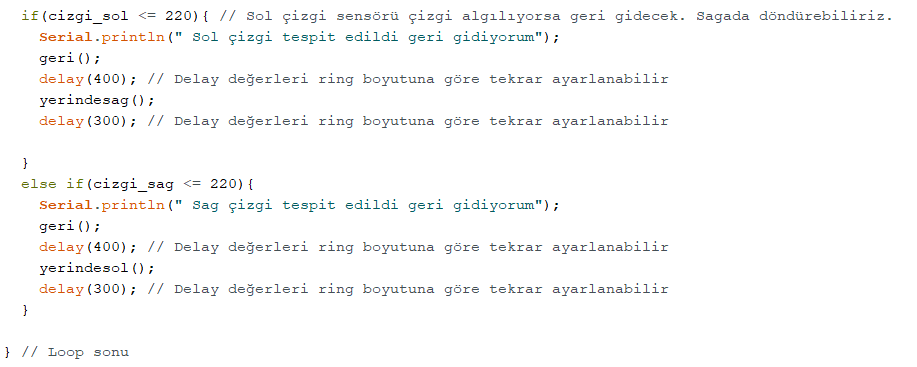 if(cizgi_sol <= 220){ // Sol çizgi sensörü çizgi algılıyorsa geri gidecek. Sagada döndürebiliriz.
Serial.println(" Sol çizgi tespit edildi geri gidiyorum");
geri();
delay(400); // Delay değerleri ring boyutuna göre tekrar ayarlanabilir
yerindesag();
delay(300); // Delay değerleri ring boyutuna göre tekrar ayarlanabilir
}
else if(cizgi_sag <= 220){
Serial.println(" Sag çizgi tespit edildi geri gidiyorum");
geri();
delay(400); // Delay değerleri ring boyutuna göre tekrar ayarlanabilir
yerindesol();
delay(300); // Delay değerleri ring boyutuna göre tekrar ayarlanabilir
}
} // Loop sonu